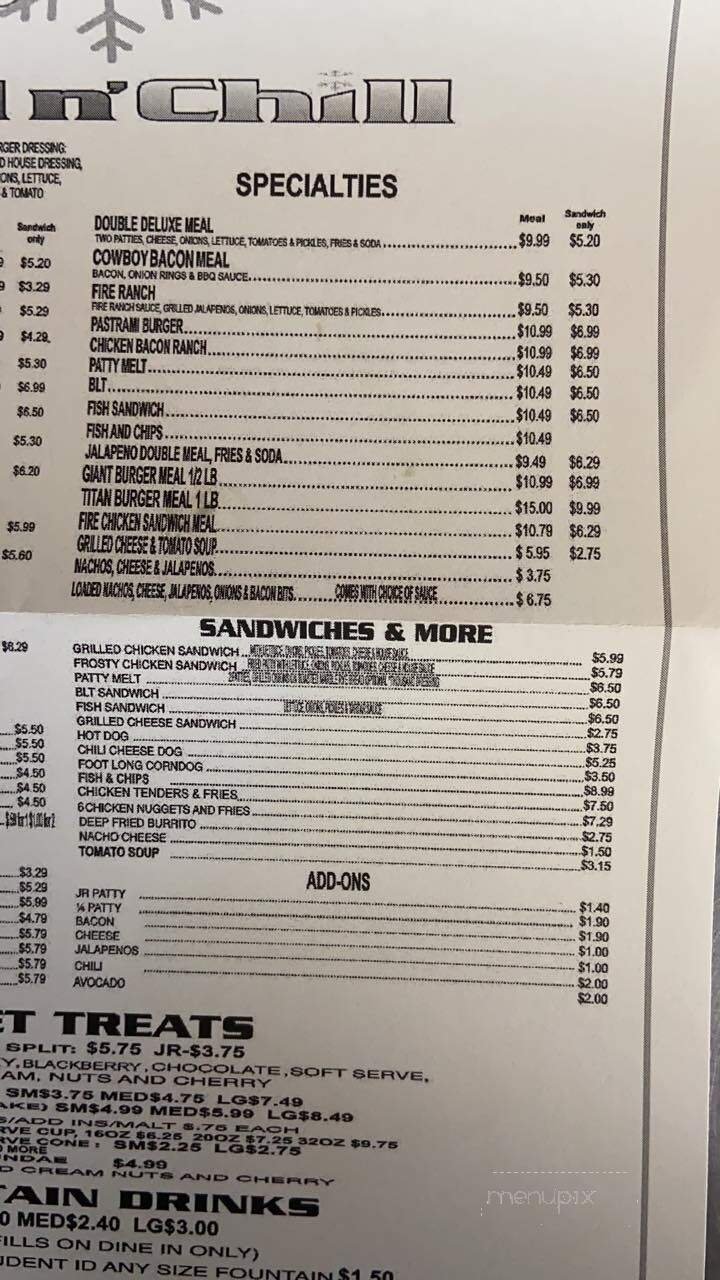 n' Chill
RGER DRESSING:
D HOUSE DRESSING,
ONS, LETTUCE,
& TOMATO
SPECIALTIES
Sandwich only
Meal Sandwich only
DOUBLE DELUXE MEAL
TWO PATTIES, CHEESE, ONIONS, LETTUCE, TOMATOES & PICKLES, FRIES & SODA $9.99 $5.20
COWBOY BACON MEAL
BACON, ONION RINGS & BBQ SAUCE $9.50 $5.30
FIRE RANCH
FIRE RANCH SAUCE, GRILLED JALAPENOS, ONIONS, LETTUCE, TOMATOES & PICKLES $9.50 $5.30
PASTRAMI BURGER $10.99 $6.99
CHICKEN BACON RANCH $10.99 $6.99
PATTY MELT $10.49 $6.50
BLT $10.49 $6.50
FISH SANDWICH $10.49 $6.50
FISH AND CHIPS $10.49
JALAPENO DOUBLE MEAL, FRIES & SODA $9.49 $6.29
GIANT BURGER MEAL 1/2 LB $10.99 $6.99
TITAN BURGER MEAL 1 LB $15.00 $9.99
FIRE CHICKEN SANDWICH MEAL $10.79 $6.29
GRILLED CHEESE & TOMATO SOUP $5.95 $2.75
NACHOS, CHEESE & JALAPENOS $3.75
LOADED NACHOS, CHEESE, JALAPENOS, ONIONS & BACON BITS COMES WITH CHOICE OF SAUCE $6.75
$5.20
$3.29
$5.29
$4.29
$5.30
$6.99
$6.50
$5.30
$6.20
$5.99
$5.60
SANDWICHES & MORE
GRILLED CHICKEN SANDWICH $5.99
FROSTY CHICKEN SANDWICH $5.79
PATTY MELT $6.50
BLT SANDWICH $6.50
FISH SANDWICH $6.50
GRILLED CHEESE SANDWICH $2.75
HOT DOG $3.75
CHILI CHEESE DOG $5.25
FOOT LONG CORNDOG $3.50
FISH & CHIPS $8.99
CHICKEN TENDERS & FRIES $7.50
6 CHICKEN NUGGETS AND FRIES $7.29
DEEP FRIED BURRITO $2.75
NACHO CHEESE $1.50
TOMATO SOUP $3.15
$6.29
$5.50
$5.50
$5.50
$4.50
$4.50
$4.50
ADD-ONS
JR PATTY $1.40
¼ PATTY $1.90
BACON $1.90
CHEESE $1.00
JALAPENOS $1.00
CHILI $2.00
AVOCADO $2.00
$3.29
$5.29
$5.99
$4.79
$5.79
$5.79
$5.79
$5.79
ET TREATS
SPLIT: $5.75 JR-$3.75
Y, BLACKBERRY, CHOCOLATE, SOFT SERVE,
AM, NUTS AND CHERRY
SM$3.75 MED$4.75 LG$7.49
AKE) SM$4.99 MED$5.99 LG$8.49
S/ADD INS/MALT $.75 EACH
RVE CUP, 16OZ $6.25 20OZ $7.25 32OZ $9.75
RVE CONE: SM$2.25 LG$2.75
D MORE
NDAE $4.99
D CREAM NUTS AND CHERRY
TAIN DRINKS
0 MED$2.40 LG$3.00
FILLS ON DINE IN ONLY)
UDENT ID ANY SIZE FOUNTAIN $1.50
menupix